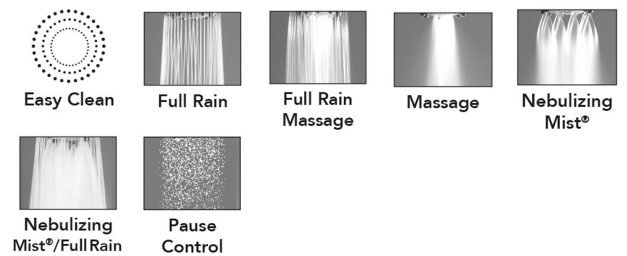 Easy Clean
Full Rain
Full Rain
Massage
Massage
Nebulizing
Mist®
Nebulizing
Mist®/Full Rain
Pause
Control